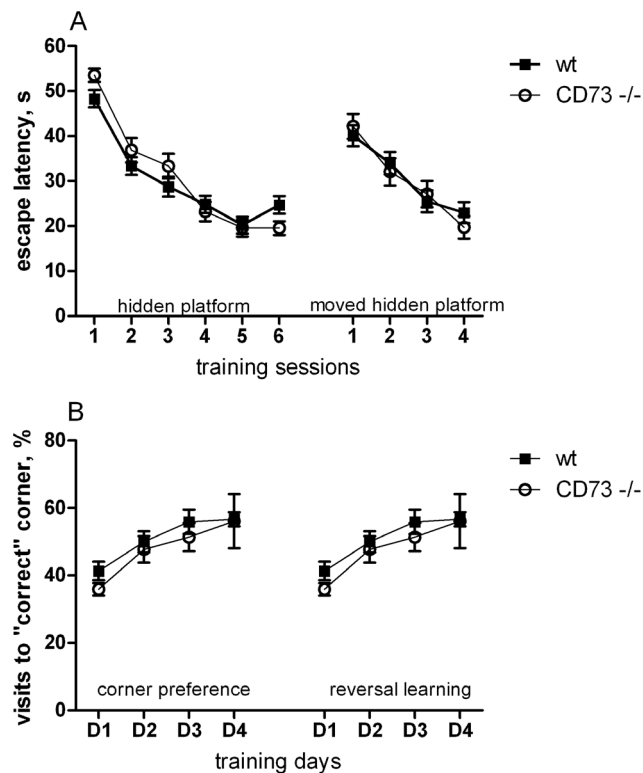 A
60
50
40
30
20
10
0
escape latency, s
wt
CD73 -/-
hidden platform
moved hidden platform
1 2 3 4 5 6 1 2 3 4
training sessions
B
80
60
40
20
0
visits to "correct" corner, %
wt
CD73 -/-
corner preference
reversal learning
D1 D2 D3 D4 D1 D2 D3 D4
training days